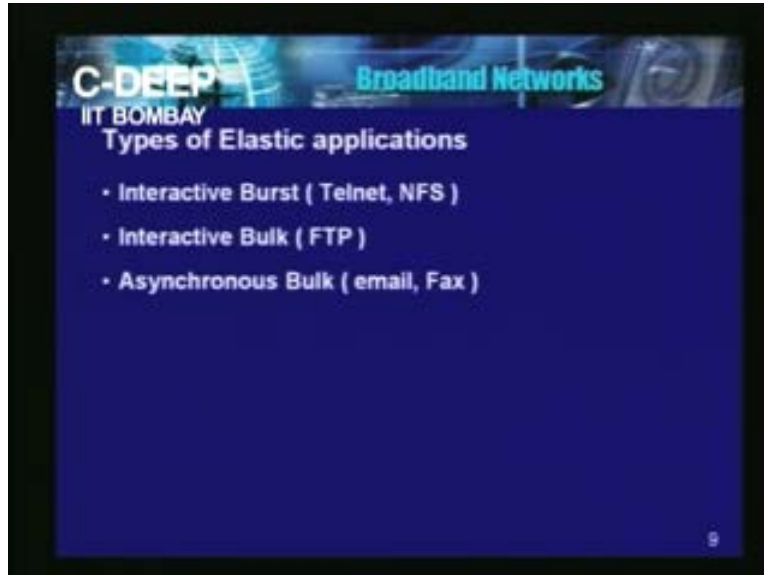 C-DEEP
Broadband Networks
IIT BOMBAY
Types of Elastic applications
• Interactive Burst ( Telnet, NFS )
• Interactive Bulk ( FTP )
• Asynchronous Bulk ( email, Fax )
9